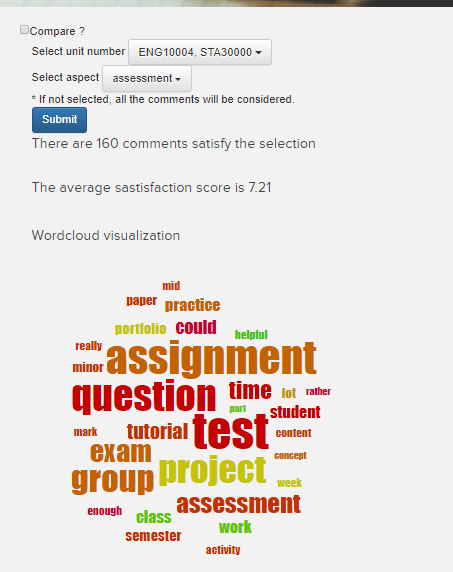 Compare ?
Select unit number ENG10004, STA30000
Select aspect assessment
* If not selected, all the comments will be considered.
Submit
There are 160 comments satisfy the selection
The average sastisfaction score is 7.21
Wordcloud visualization
mid
paper practice
portfolio could helpful
really assignment
minor
question time lot rather
part student
mark tutorial test content
exam concept
group project week
assessment
enough class work
semester
activity